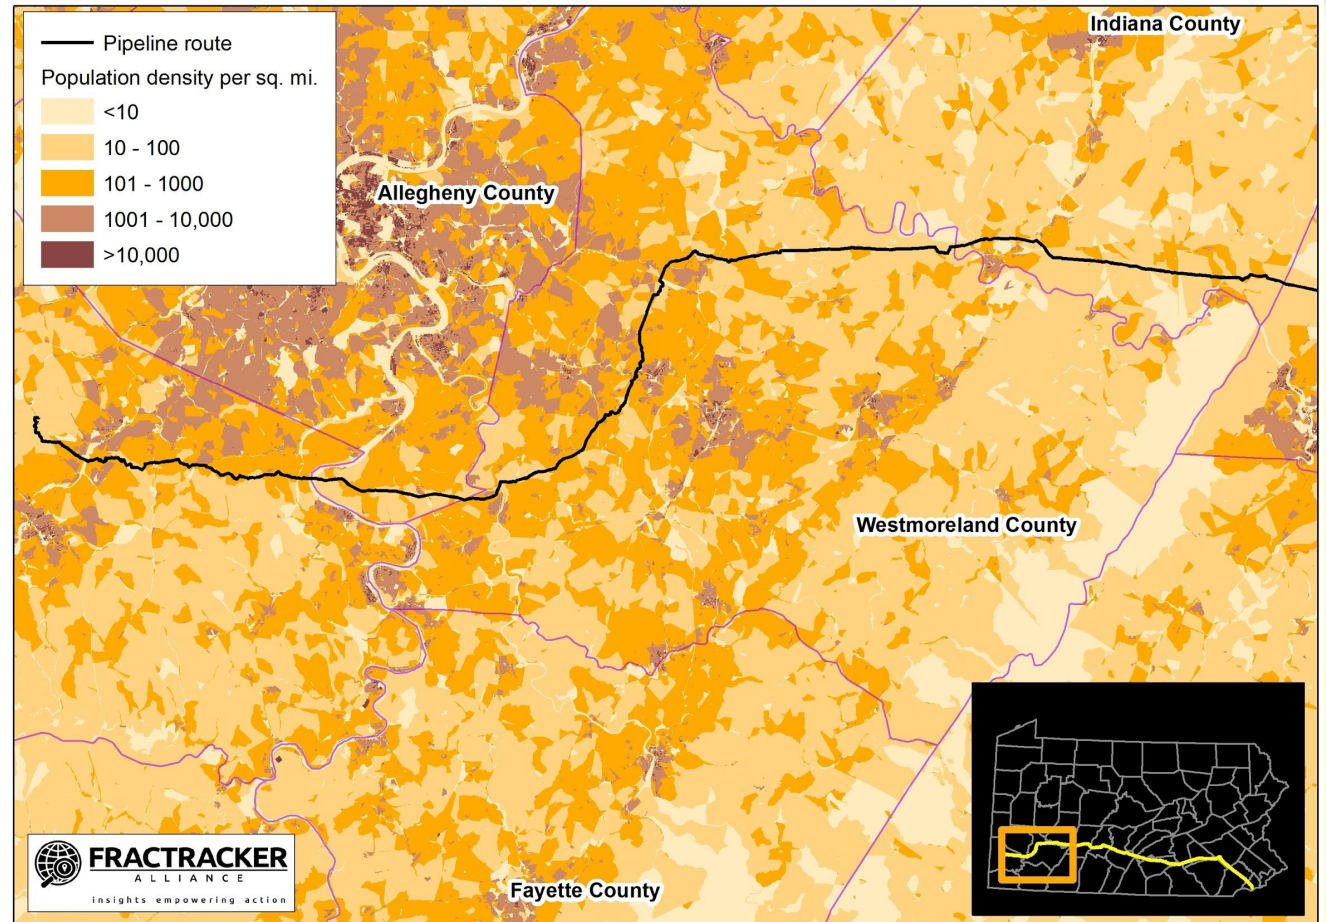 Pipeline route
Population density per sq. mi.
<10
10 - 100
101 - 1000
1001 - 10,000
>10,000
Indiana County
Allegheny County
Westmoreland County
Fayette County
FRACTRACKER
ALLIANCE
insights empowering action